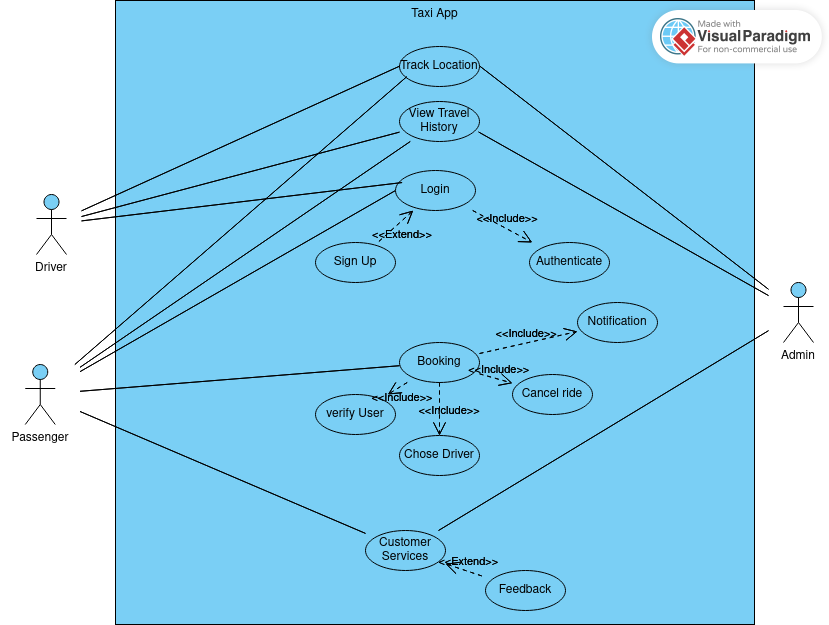 Taxi App
Made with
VisualParadigm
For non-commercial use
Track Location
View Travel
History
Login
<<Include>>
<<Extend>>
Sign Up
Authenticate
Driver
Notification
<<Include>>
Admin
Booking
<<Include>>
Cancel ride
<<Include>>
verify User
<<Include>>
Chose Driver
Passenger
Customer
Services
<<Extend>>
Feedback